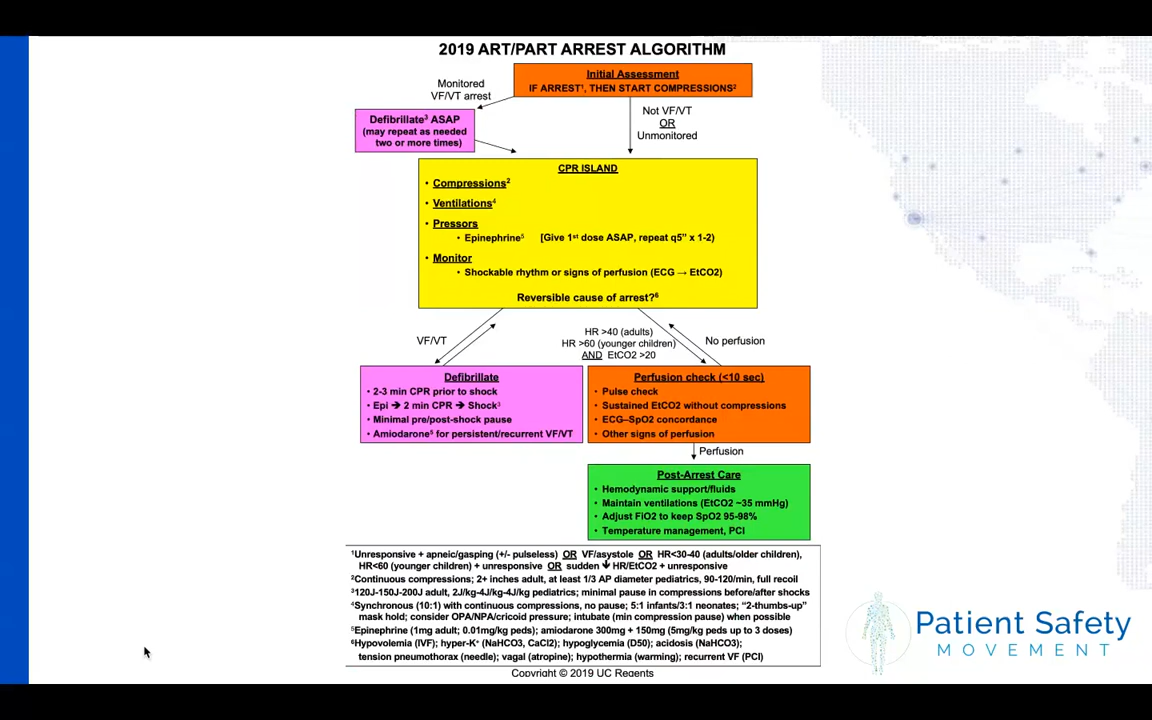 2019 ART/PART ARREST ALGORITHM
Initial Assessment
IF ARREST¹, THEN START COMPRESSIONS²
Monitored
VF/VT arrest
Not VF/VT
OR
Unmonitored
Defibrillate³ ASAP
(may repeat as needed
two or more times)
CPR ISLAND
• Compressions²
• Ventilations⁴
• Pressors
• Epinephrine⁵ [Give 1st dose ASAP, repeat q5" x 1-2)
• Monitor
• Shockable rhythm or signs of perfusion (ECG → EtCO2)
Reversible cause of arrest?⁶
VF/VT
HR >40 (adults)
HR >60 (younger children)
AND EtCO2 >20
No perfusion
Defibrillate
• 2-3 min CPR prior to shock
• Epi ➔ 2 min CPR ➔ Shock³
• Minimal pre/post-shock pause
• Amiodarone⁵ for persistent/recurrent VF/VT
Perfusion check (<10 sec)
• Pulse check
• Sustained EtCO2 without compressions
• ECG–SpO2 concordance
• Other signs of perfusion
Perfusion
Post-Arrest Care
• Hemodynamic support/fluids
• Maintain ventilations (EtCO2 ~35 mmHg)
• Adjust FiO2 to keep SpO2 95-98%
• Temperature management, PCI
¹Unresponsive + apneic/gasping (+/- pulseless) OR VF/asystole OR HR<30-40 (adults/older children),
HR<60 (younger children) + unresponsive OR sudden ↓ HR/EtCO2 + unresponsive
²Continuous compressions; 2+ inches adult, at least 1/3 AP diameter pediatrics, 90-120/min, full recoil
³120J-150J-200J adult, 2J/kg-4J/kg-4J/kg pediatrics; minimal pause in compressions before/after shocks
⁴Synchronous (10:1) with continuous compressions, no pause; 5:1 infants/3:1 neonates; "2-thumbs-up"
mask hold; consider OPA/NPA/cricoid pressure; intubate (min compression pause) when possible
⁵Epinephrine (1mg adult; 0.01mg/kg peds); amiodarone 300mg + 150mg (5mg/kg peds up to 3 doses)
⁶Hypovolemia (IVF); hyper-K⁺ (NaHCO3, CaCl2); hypoglycemia (D50); acidosis (NaHCO3);
tension pneumothorax (needle); vagal (atropine); hypothermia (warming); recurrent VF (PCI)
Copyright © 2019 UC Regents
Patient Safety
MOVEMENT